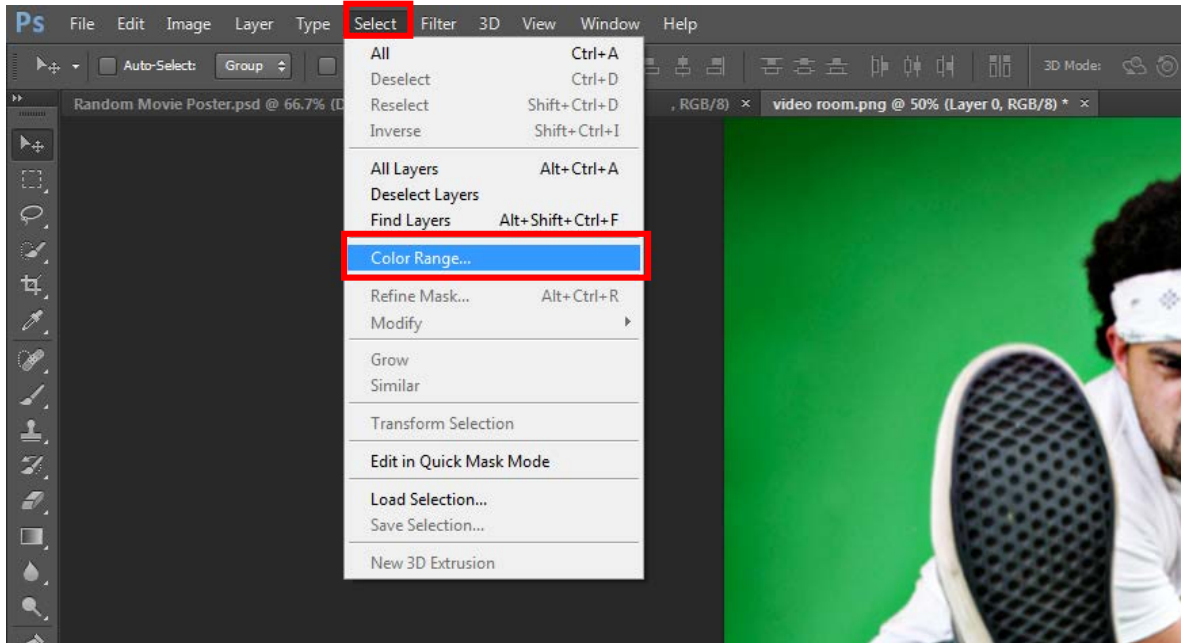 Ps File Edit Image Layer Type Select Filter 3D View Window Help
Auto-Select: Group 3D Mode:
Random Movie Poster.psd @ 66.7% (D , RGB/8) × video room.png @ 50% (Layer 0, RGB/8) * ×
All Ctrl+A
Deselect Ctrl+D
Reselect Shift+Ctrl+D
Inverse Shift+Ctrl+I
All Layers Alt+Ctrl+A
Deselect Layers
Find Layers Alt+Shift+Ctrl+F
Color Range...
Refine Mask... Alt+Ctrl+R
Modify
Grow
Similar
Transform Selection
Edit in Quick Mask Mode
Load Selection...
Save Selection...
New 3D Extrusion